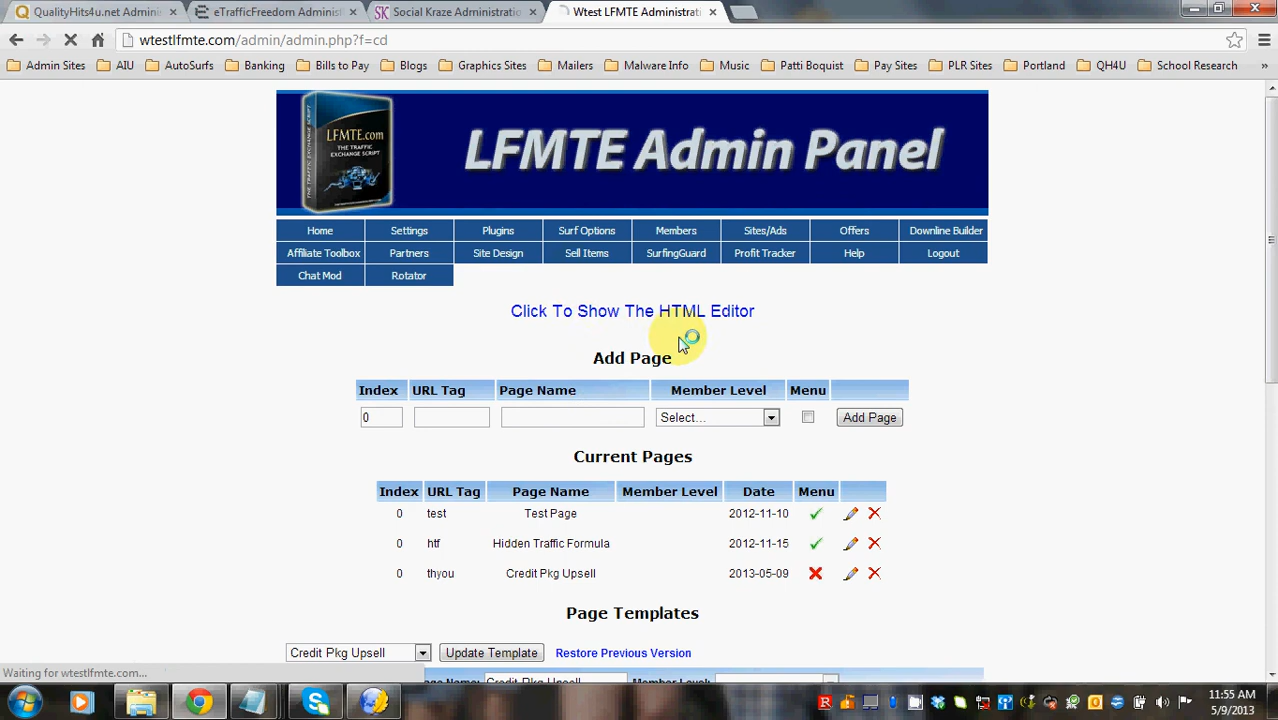 QualityHits4u.net Admini
eTrafficFreedom Administ
Social Kraze Administratio
Wtest LFMTE Administrati
wtestlfmte.com/admin/admin.php?f=cd
Admin Sites AIU AutoSurfs Banking Bills to Pay Blogs Graphics Sites Mailers Malware Info Music Patti Boquist Pay Sites PLR Sites Portland QH4U School Research »
LFMTE.com
THE TRAFFIC
EXCHANGE SCRIPT
LFMTE Admin Panel
Home Settings Plugins Surf Options Members Sites/Ads Offers Downline Builder
Affiliate Toolbox Partners Site Design Sell Items SurfingGuard Profit Tracker Help Logout
Chat Mod Rotator
Click To Show The HTML Editor
Add Page
Index URL Tag Page Name Member Level Menu
0 Select... Add Page
Current Pages
Index URL Tag Page Name Member Level Date Menu
0 test Test Page 2012-11-10
0 htf Hidden Traffic Formula 2012-11-15
0 thyou Credit Pkg Upsell 2013-05-09
Page Templates
Credit Pkg Upsell Update Template Restore Previous Version
Waiting for wtestlfmte.com...
11:55 AM
5/9/2013